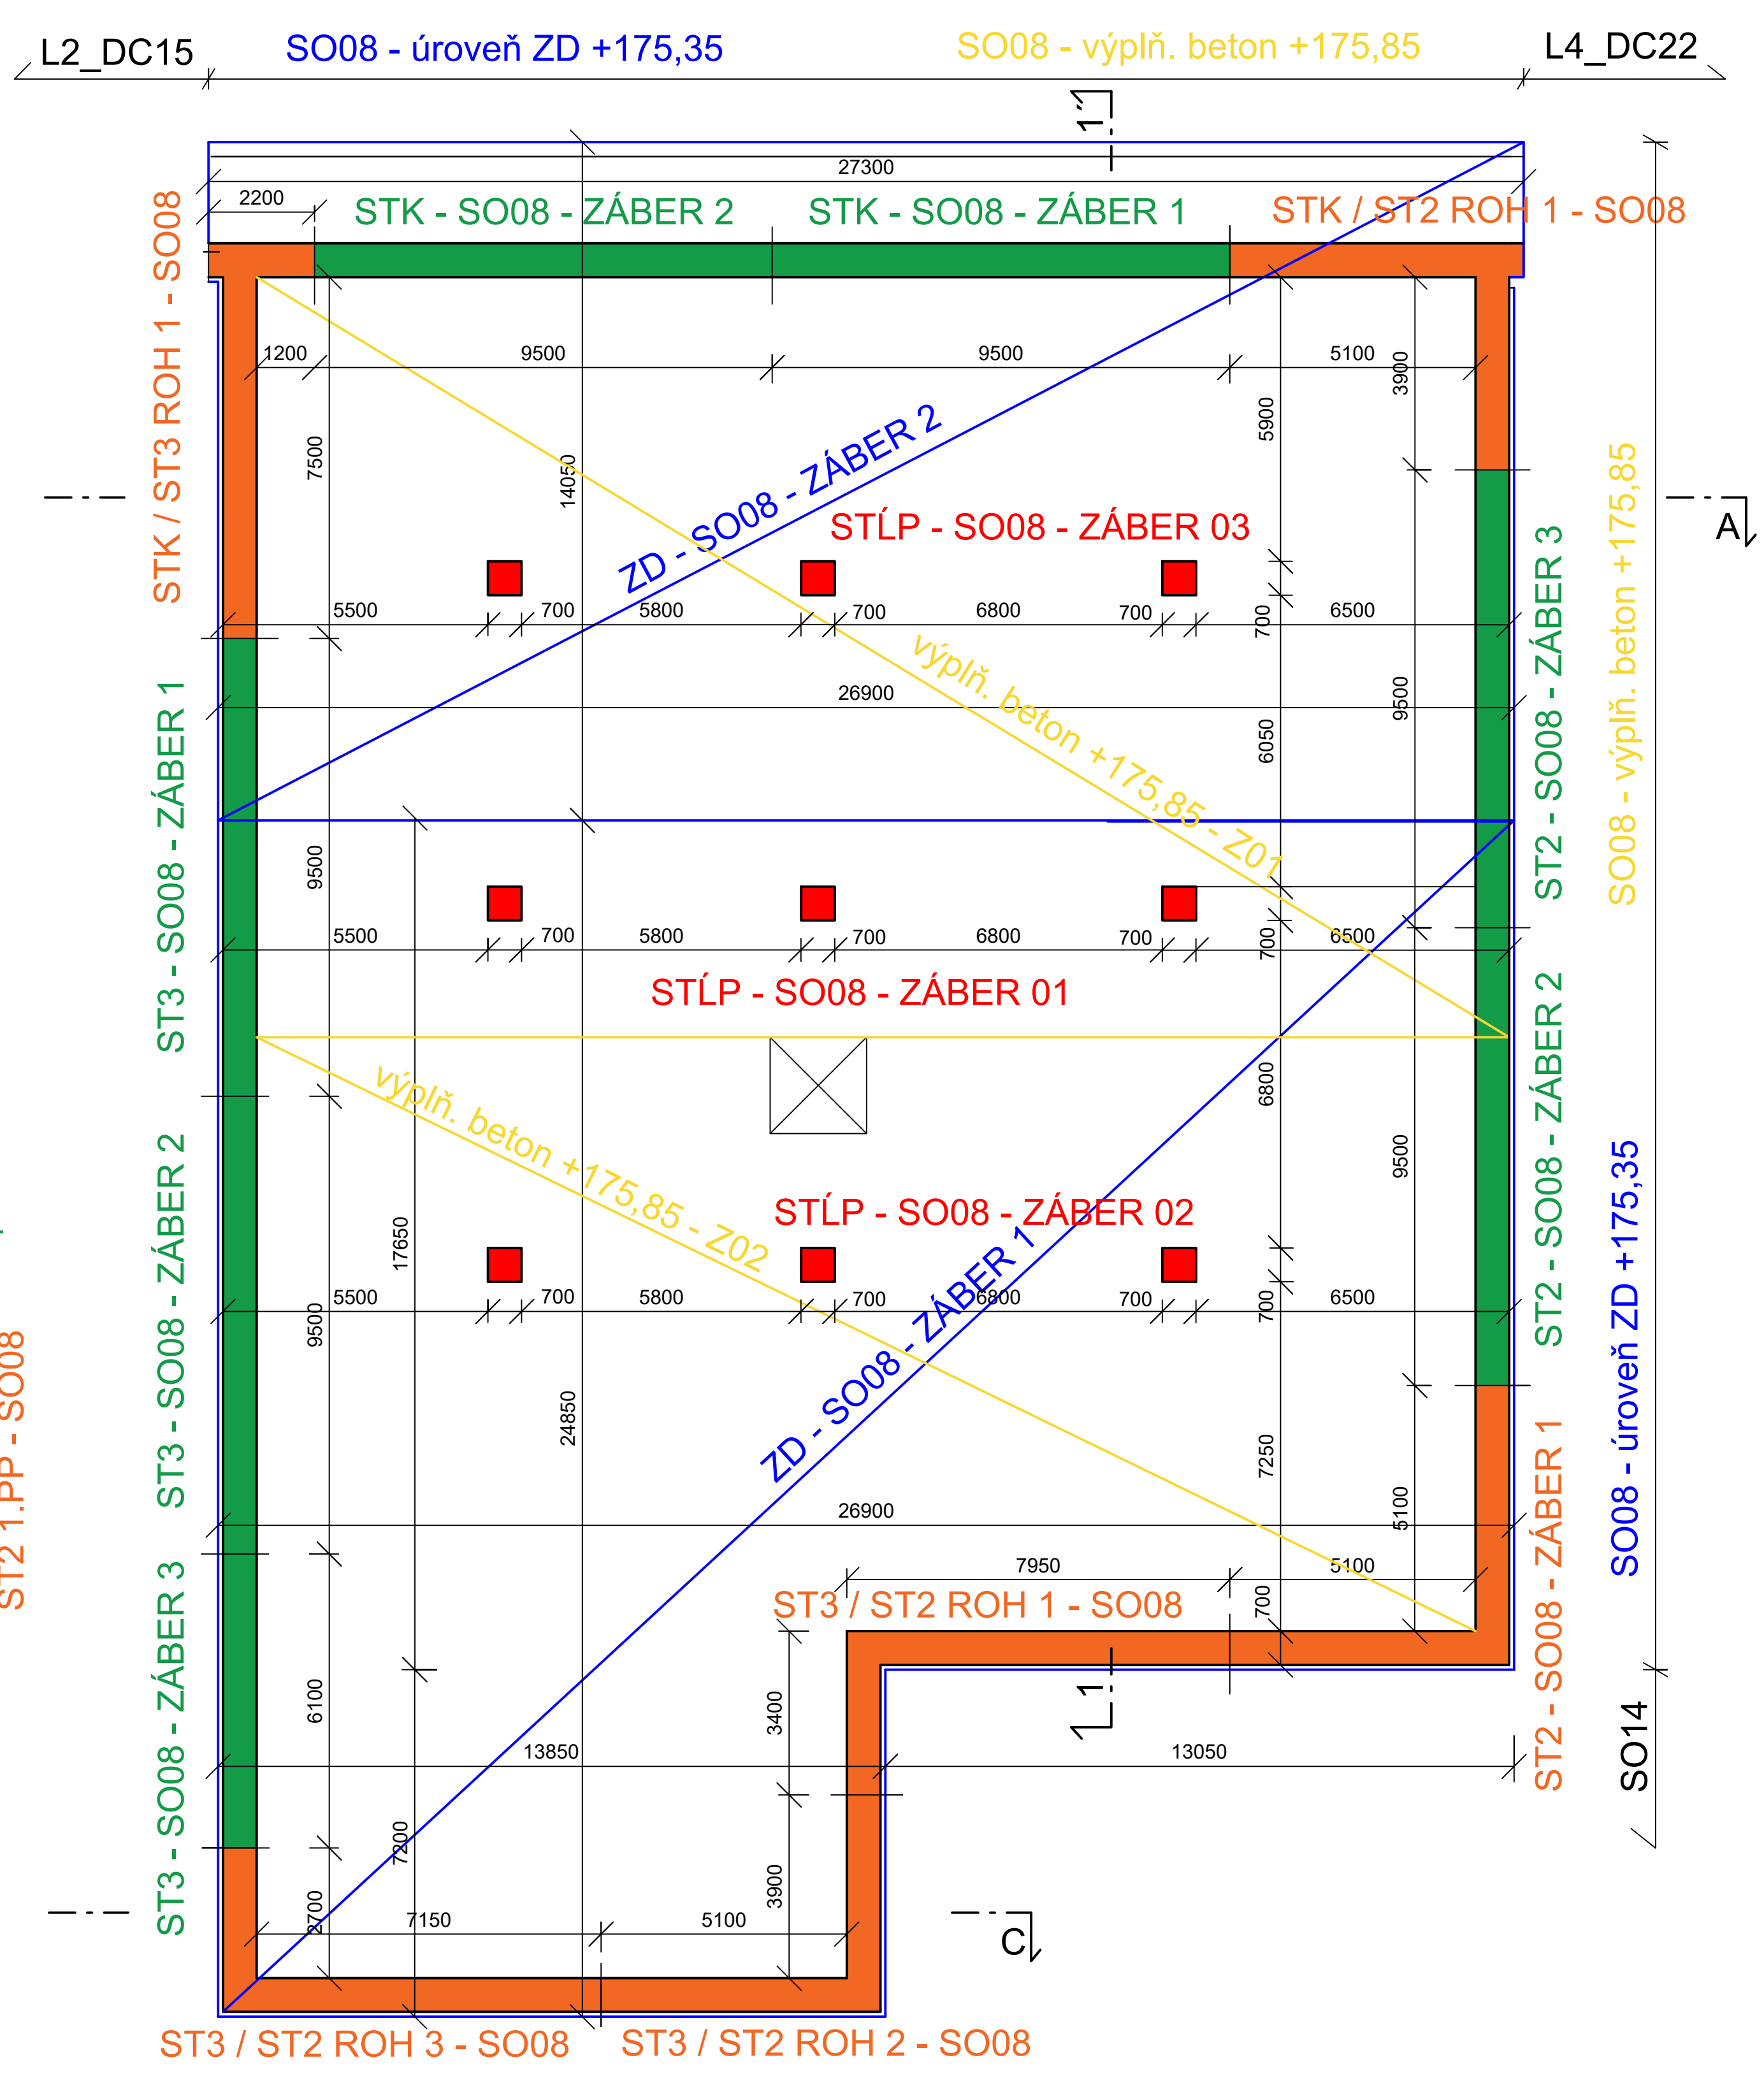 L2_DC15
SO08 - úroveň ZD +175,35
SO08 - výplň. beton +175,85
L4_DC22
1'
27300
2200
STK - SO08 - ZÁBER 2
STK - SO08 - ZÁBER 1
STK / ST2 ROH 1 - SO08
STK / ST3 ROH 1 - SO08
1200
9500
9500
5100
3900
5900
7500
14050
ZD - SO08 - ZÁBER 2
STĹP - SO08 - ZÁBER 03
A
SO08 - výplň. beton +175,85
ST2 - SO08 - ZÁBER 3
5500
700
5800
700
6800
700
700
6500
výplň. beton +175,85 - Z01
26900
9500
6050
ST3 - SO08 - ZÁBER 1
9500
5500
700
5800
700
6800
700
700
6500
STĹP - SO08 - ZÁBER 01
ST2 - SO08 - ZÁBER 2
6800
výplň. beton +175,85 - Z02
9500
ST3 - SO08 - ZÁBER 2
17650
STĹP - SO08 - ZÁBER 02
ZD - SO08 - ZÁBER 1
SO08 - úroveň ZD +175,35
5500
700
5800
700
6800
700
700
6500
9500
24850
7250
5100
ST2 1.PP - SO08
26900
7950
5100
ST3 / ST2 ROH 1 - SO08
700
ST2 - SO08 - ZÁBER 1
ST3 - SO08 - ZÁBER 3
6100
3400
1
SO14
13850
13050
7200
3900
2700
7150
5100
C
ST3 / ST2 ROH 3 - SO08
ST3 / ST2 ROH 2 - SO08